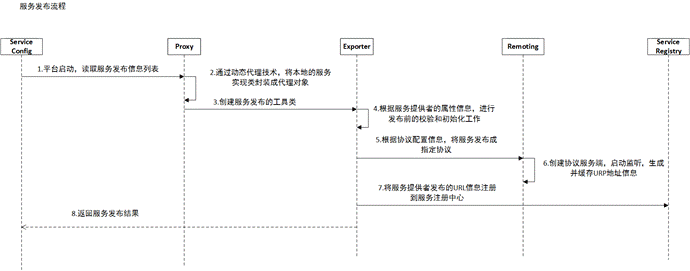 服务发布流程
Service
Config
Proxy
Exporter
Remoting
Service
Registry
1.平台启动，读取服务发布信息列表
2.通过动态代理技术，将本地的服务
实现类封装成代理对象
3.创建服务发布的工具类
4.根据服务提供者的属性信息，进行
发布前的校验和初始化工作
5.根据协议配置信息，将服务发布成
指定协议
6.创建协议服务端，启动监听，生成
并缓存URP地址信息
7.将服务提供者发布的URL信息注册
到服务注册中心
8.返回服务发布结果